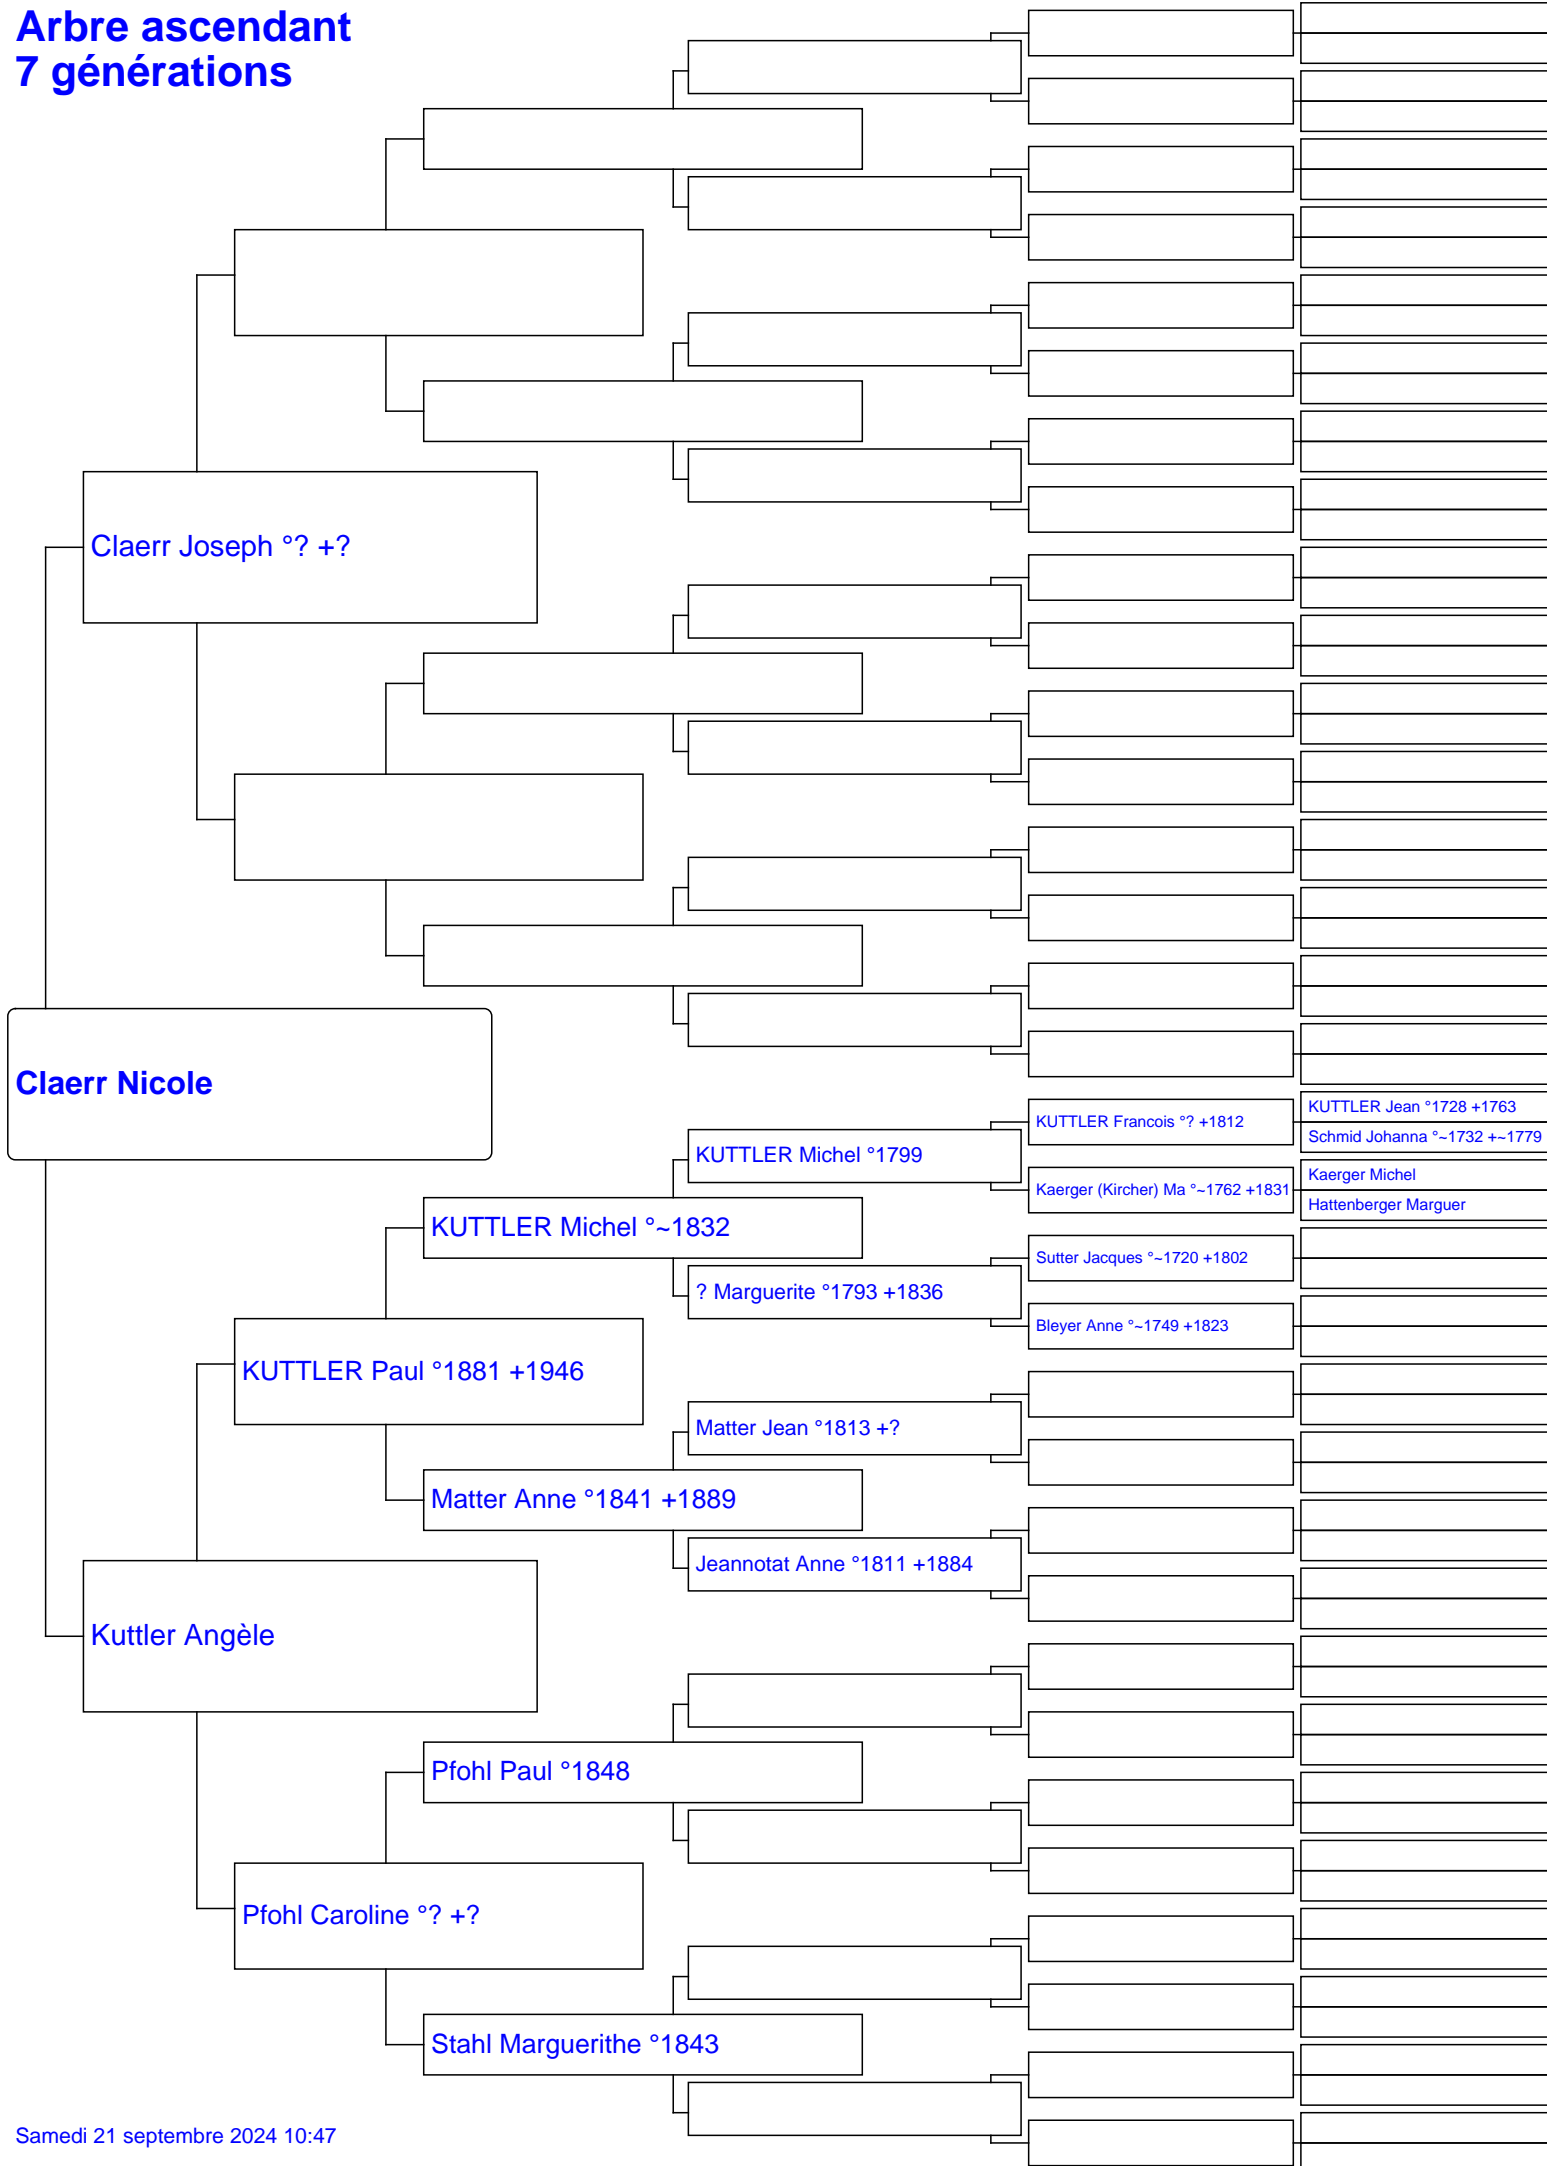 Arbre ascendant
7 générations
Claerr Joseph °? +?
Claerr Nicole
KUTTLER Jean °1728 +1763
KUTTLER Francois °? +1812
Schmid Johanna °~1732 +~1779
KUTTLER Michel °1799
Kaerger Michel
Kaerger (Kircher) Ma °~1762 +1831
Hattenberger Marguer
KUTTLER Michel °~1832
Sutter Jacques °~1720 +1802
? Marguerite °1793 +1836
Bleyer Anne °~1749 +1823
KUTTLER Paul °1881 +1946
Matter Jean °1813 +?
Matter Anne °1841 +1889
Jeannotat Anne °1811 +1884
Kuttler Angèle
Pfohl Paul °1848
Pfohl Caroline °? +?
Stahl Marguerithe °1843
Samedi 21 septembre 2024 10:47